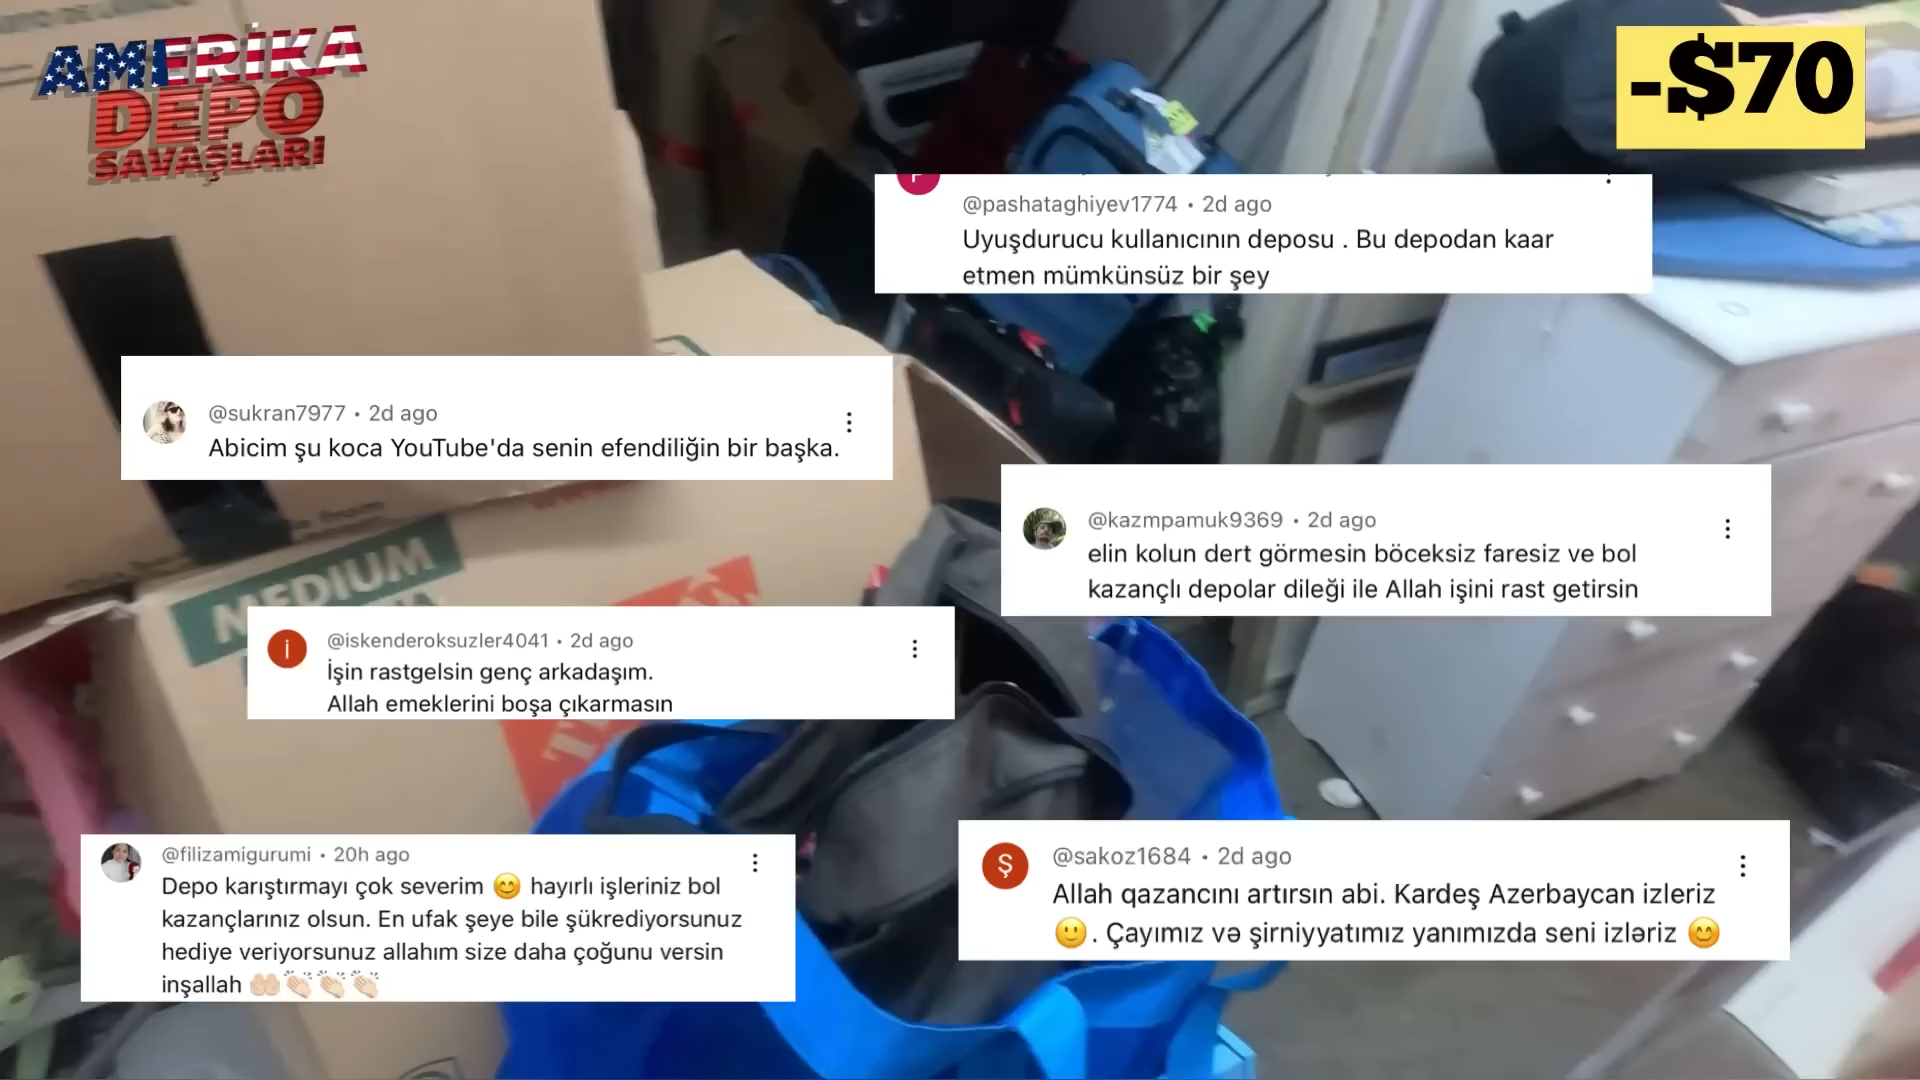 AMERİKA
DEPO
SAVAŞLARI
-$70
@pashataghiyev1774 • 2d ago
Uyuşdurucu kullanıcının deposu . Bu depodan kaar
etmen mümkünsüz bir şey
@sukran7977 • 2d ago
Abicim şu koca YouTube'da senin efendiliğin bir başka.
@kazmpamuk9369 • 2d ago
elin kolun dert görmesin böceksiz faresiz ve bol
kazançlı depolar dileği ile Allah işini rast getirsin
MEDIUM
i
@iskenderoksuzler4041 • 2d ago
İşin rastgelsin genç arkadaşım.
Allah emeklerini boşa çıkarmasın
@filizamigurumi • 20h ago
Depo karıştırmayı çok severim 😊 hayırlı işleriniz bol
kazançlarınız olsun. En ufak şeye bile şükrediyorsunuz
hediye veriyorsunuz allahım size daha çoğunu versin
inşallah 🤲🏻👏🏻👏🏻👏🏻
Ş
@sakoz1684 • 2d ago
Allah qazancını artırsın abi. Kardeş Azerbaycan izleriz
🙂. Çayımız və şirniyyatımız yanımızda seni izləriz 😊